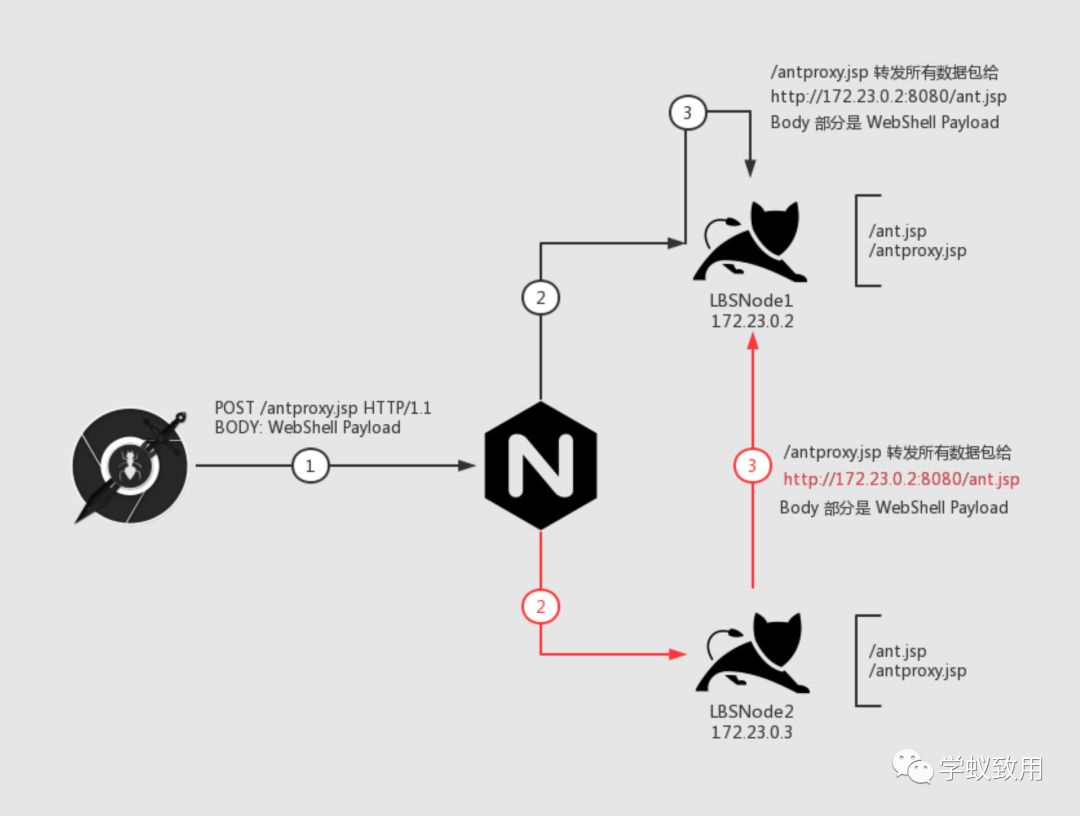 /antproxy.jsp 转发所有数据包给
http://172.23.0.2:8080/ant.jsp
Body 部分是 WebShell Payload
3
/ant.jsp
/antproxy.jsp
2
LBSNode1
172.23.0.2
POST /antproxy.jsp HTTP/1.1
BODY: WebShell Payload
1
N
/antproxy.jsp 转发所有数据包给
3
http://172.23.0.2:8080/ant.jsp
Body 部分是 WebShell Payload
2
/ant.jsp
/antproxy.jsp
LBSNode2
172.23.0.3
学蚁致用